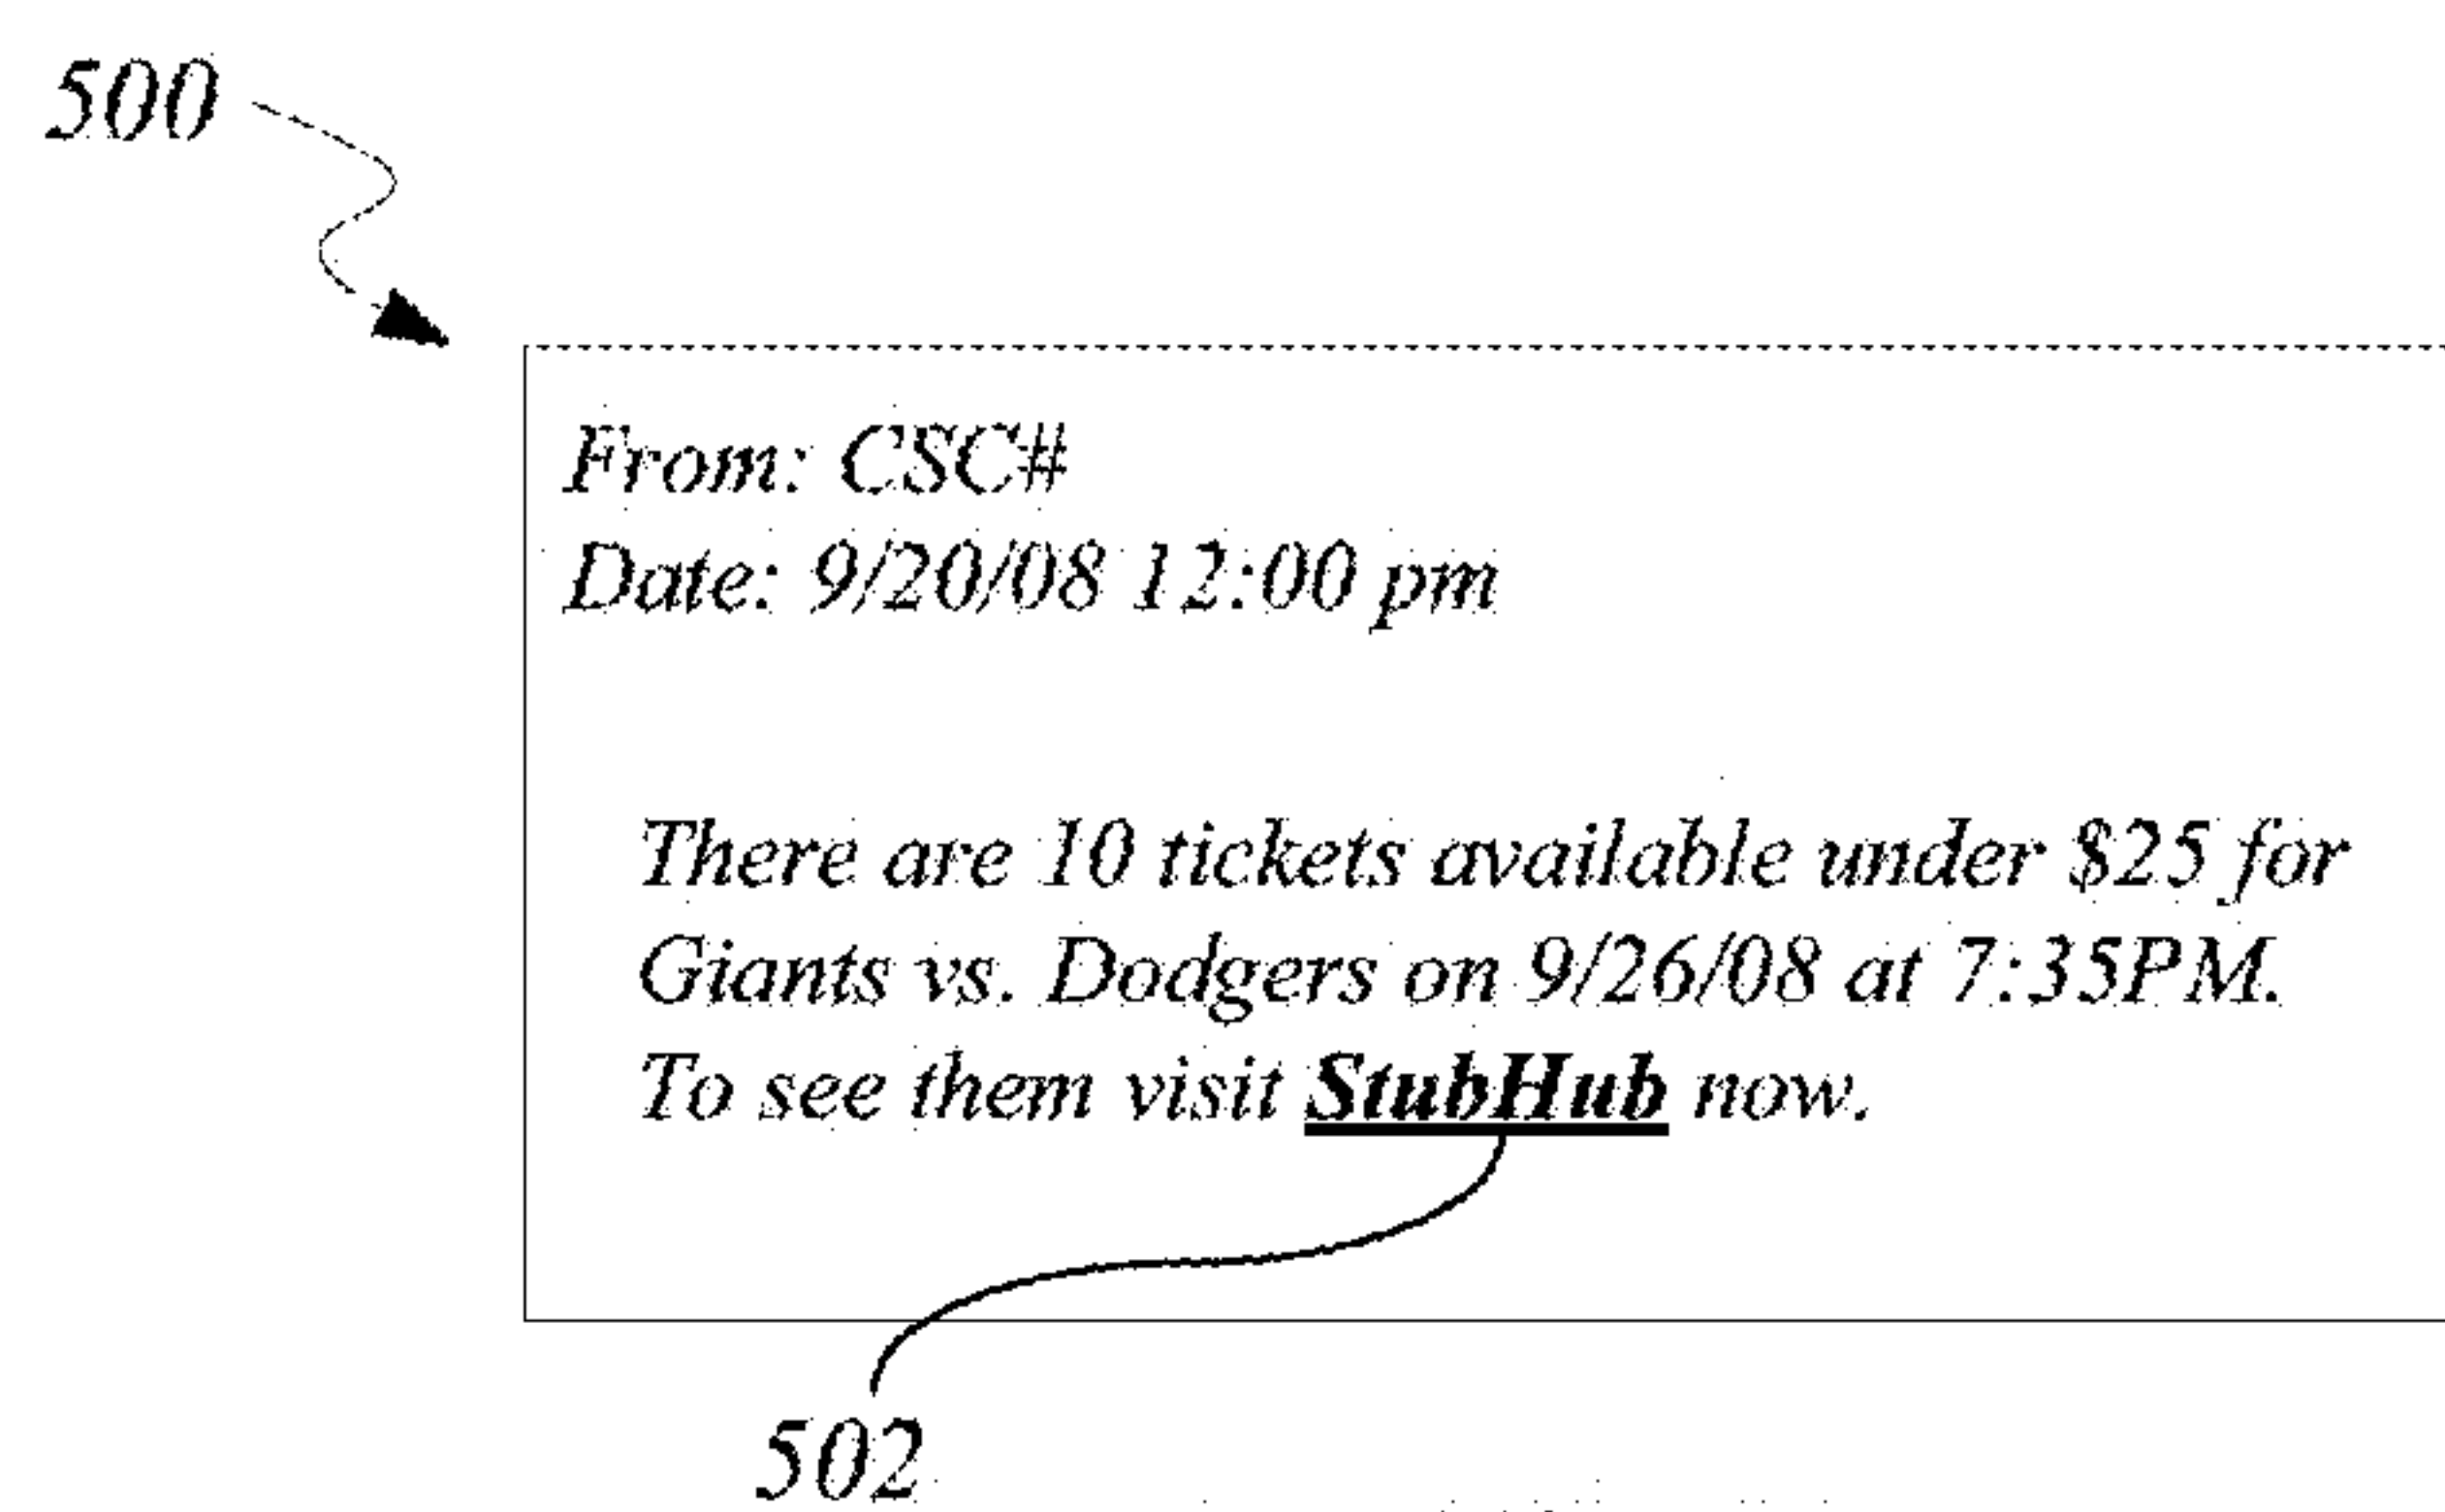 500
From: CSC#
Date: 9/20/08 12:00 pm
There are 10 tickets available under $25 for
Giants vs. Dodgers on 9/26/08 at 7:35PM.
To see them visit StubHub now.
502